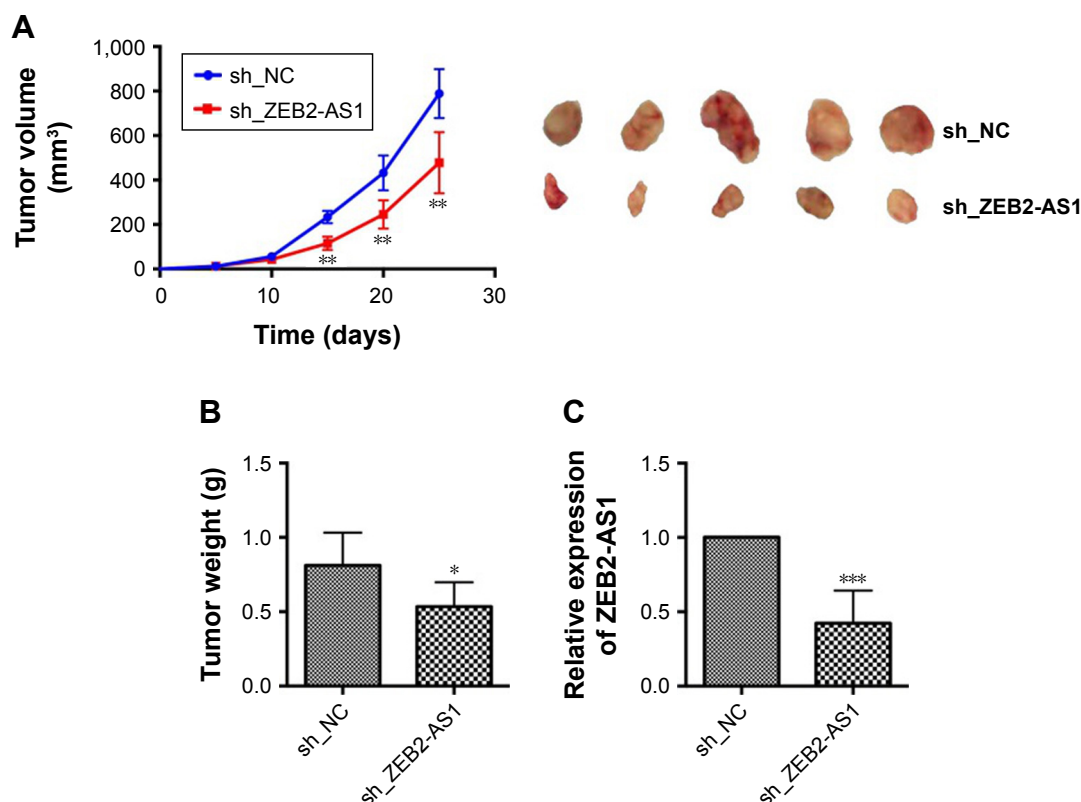 A
1,000
800
600
400
200
0
Tumor volume
(mm³)
sh_NC
sh_ZEB2-AS1
**
**
**
0
10
20
30
Time (days)
sh_NC
sh_ZEB2-AS1
B
1.5
1.0
0.5
0.0
Tumor weight (g)
*
sh_NC
sh_ZEB2-AS1
C
1.5
1.0
0.5
0.0
Relative expression
of ZEB2-AS1
***
sh_NC
sh_ZEB2-AS1